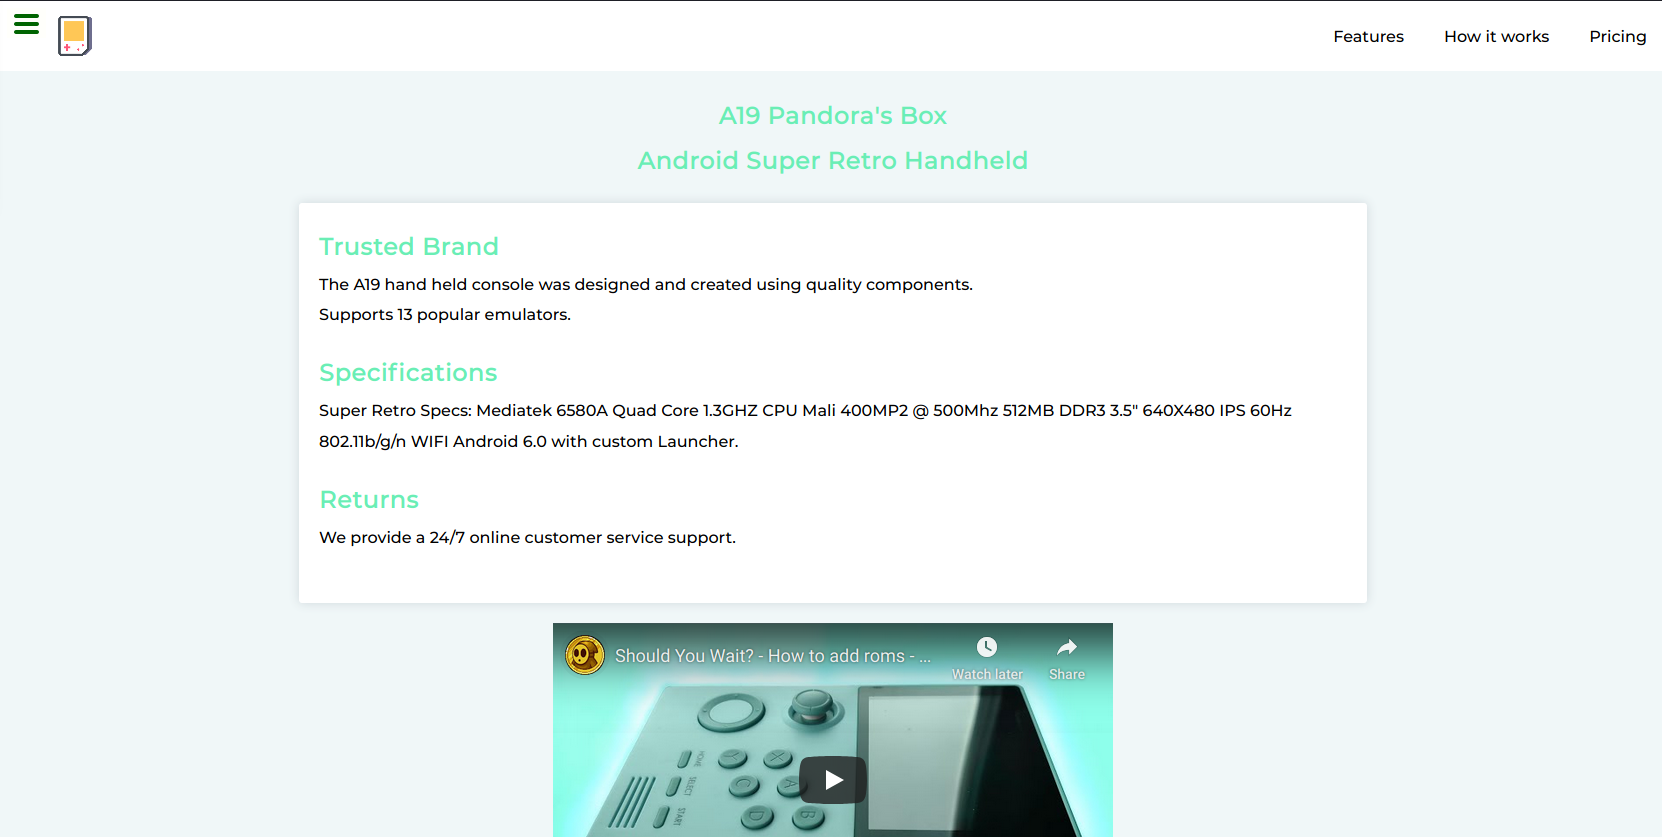 Features
How it works
Pricing
A19 Pandora's Box
Android Super Retro Handheld
Trusted Brand
The A19 hand held console was designed and created using quality components.
Supports 13 popular emulators.
Specifications
Super Retro Specs: Mediatek 6580A Quad Core 1.3GHZ CPU Mali 400MP2 @ 500Mhz 512MB DDR3 3.5" 640X480 IPS 60Hz
802.11b/g/n WIFI Android 6.0 with custom Launcher.
Returns
We provide a 24/7 online customer service support.
Should You Wait? - How to add roms - ...
Watch later
Share
HOME
SELECT
START
Y
X
C
A
D
B